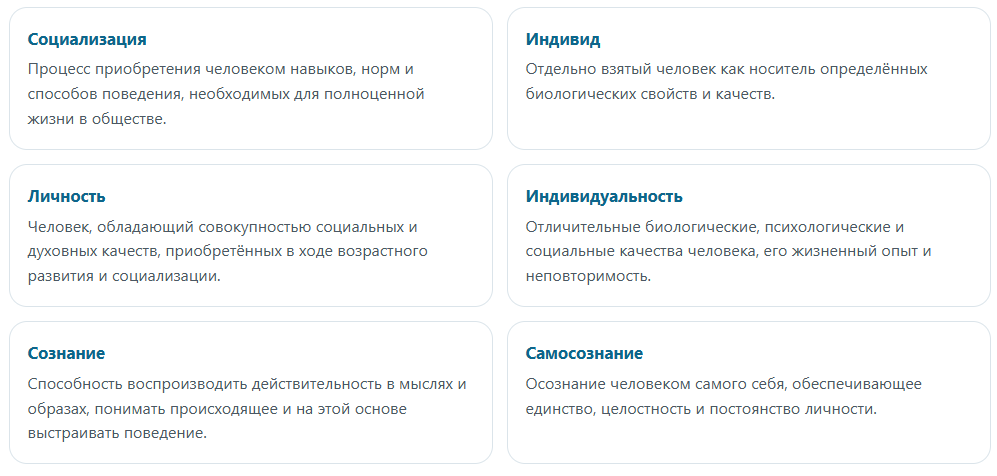 Социализация
Процесс приобретения человеком навыков, норм и
способов поведения, необходимых для полноценной
жизни в обществе.
Индивид
Отдельно взятый человек как носитель определённых
биологических свойств и качеств.
Личность
Человек, обладающий совокупностью социальных и
духовных качеств, приобретённых в ходе возрастного
развития и социализации.
Индивидуальность
Отличительные биологические, психологические и
социальные качества человека, его жизненный опыт и
неповторимость.
Сознание
Способность воспроизводить действительность в мыслях и
образах, понимать происходящее и на этой основе
выстраивать поведение.
Самосознание
Осознание человеком самого себя, обеспечивающее
единство, целостность и постоянство личности.